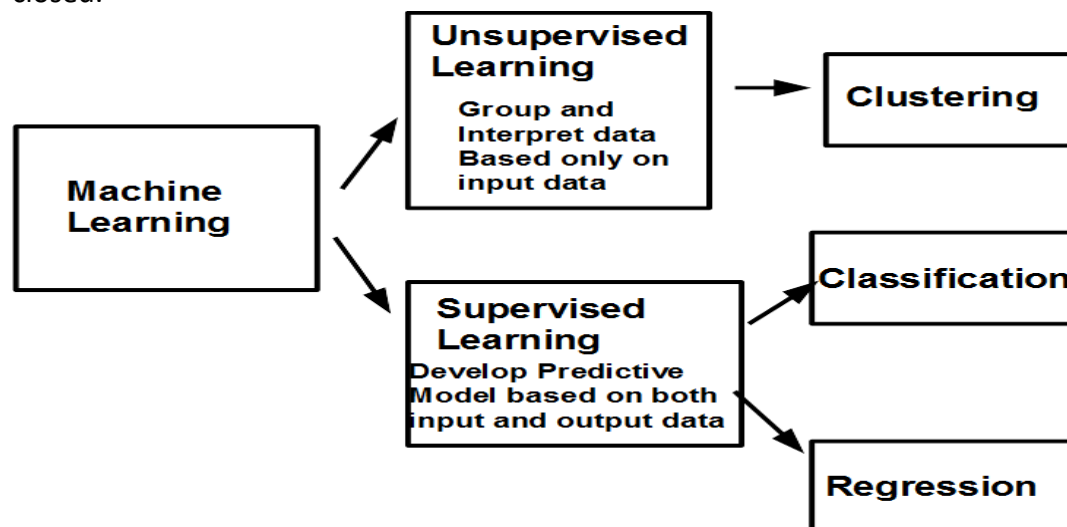 closed.
Unsupervised
Learning
Group and
Interpret data
Based only on
input data
Clustering
Machine
Learning
Classification
Supervised
Learning
Develop Predictive
Model based on both
input and output data
Regression